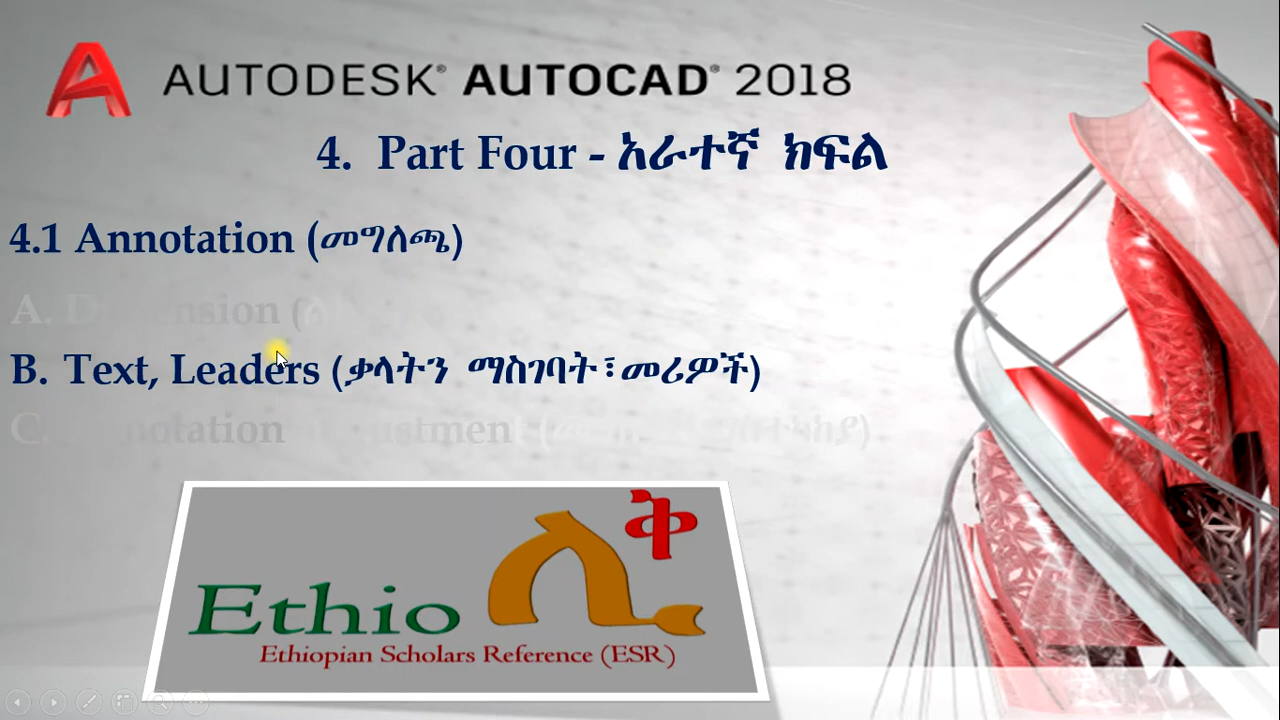 AUTODESK® AUTOCAD® 2018
4. Part Four - አራተኛ ክፍል
4.1 Annotation (መግለጫ)
A.
B. Text, Leaders (ቃላትን ማስገባት፣መሪዎች)
C.
Ethio ሊቅ
Ethiopian Scholars Reference (ESR)